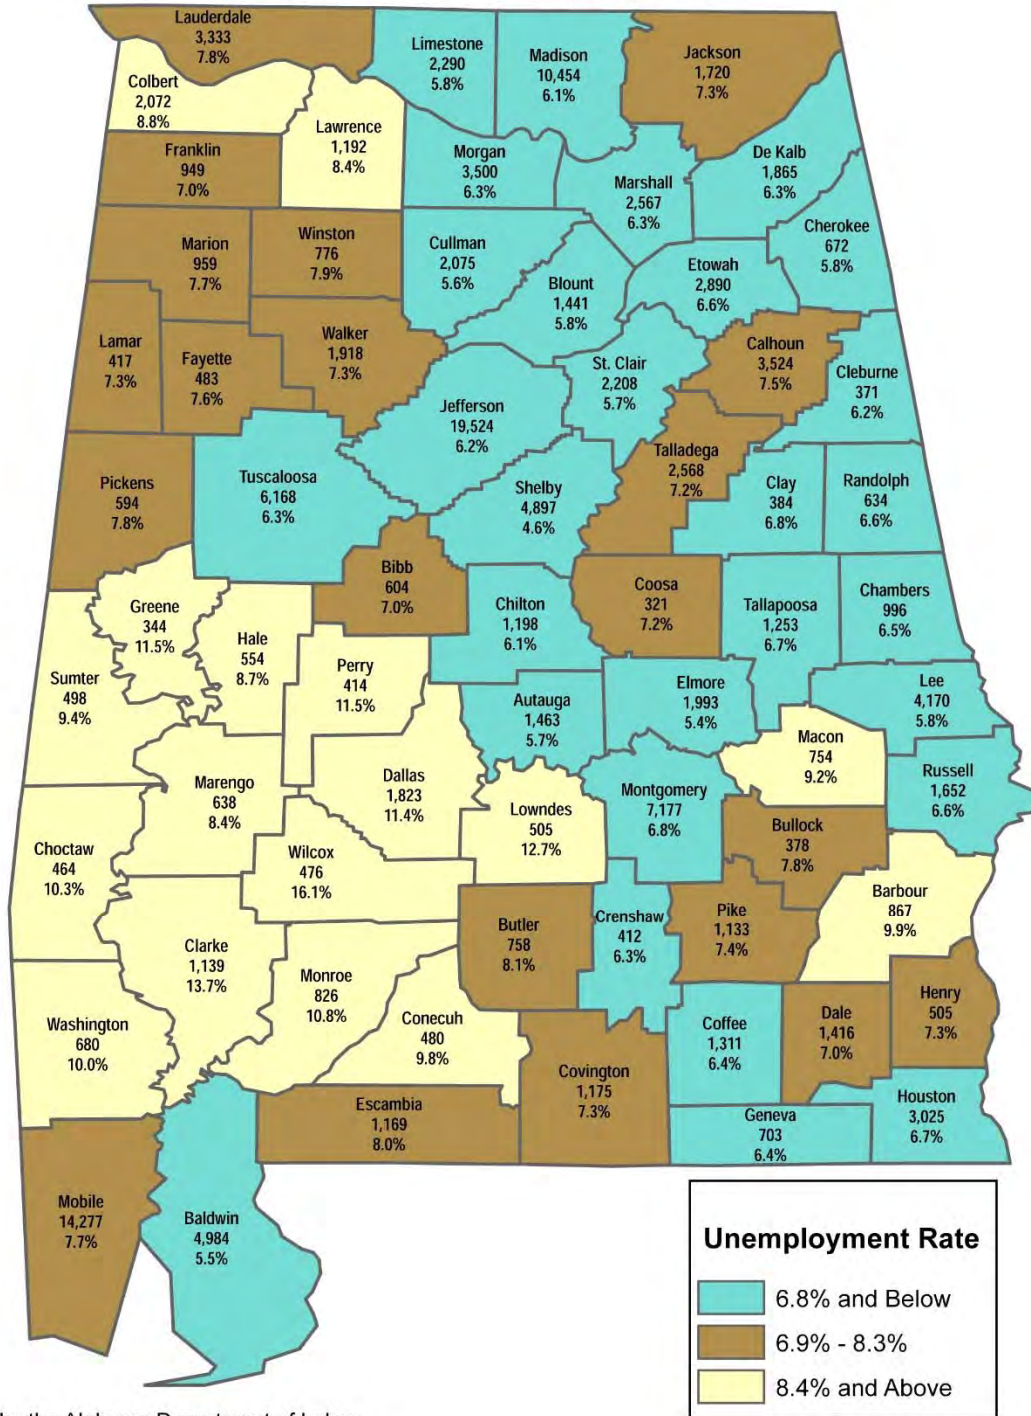 Lauderdale
3,333
7.8%
Limestone
2,290
5.8%
Madison
10,454
6.1%
Jackson
1,720
7.3%
Colbert
2,072
8.8%
Lawrence
1,192
8.4%
Franklin
949
7.0%
Morgan
3,500
6.3%
Marshall
2,567
6.3%
De Kalb
1,865
6.3%
Cherokee
672
5.8%
Marion
959
7.7%
Winston
776
7.9%
Cullman
2,075
5.6%
Blount
1,441
5.8%
Etowah
2,890
6.6%
Lamar
417
7.3%
Fayette
483
7.6%
Walker
1,918
7.3%
Jefferson
19,524
6.2%
St. Clair
2,208
5.7%
Calhoun
3,524
7.5%
Cleburne
371
6.2%
Pickens
594
7.8%
Tuscaloosa
6,168
6.3%
Shelby
4,897
4.6%
Talladega
2,568
7.2%
Clay
384
6.8%
Randolph
634
6.6%
Greene
344
11.5%
Hale
554
8.7%
Bibb
604
7.0%
Chilton
1,198
6.1%
Coosa
321
7.2%
Tallapoosa
1,253
6.7%
Chambers
996
6.5%
Sumter
498
9.4%
Perry
414
11.5%
Autauga
1,463
5.7%
Elmore
1,993
5.4%
Lee
4,170
5.8%
Macon
754
9.2%
Russell
1,652
6.6%
Marengo
638
8.4%
Dallas
1,823
11.4%
Lowndes
505
12.7%
Montgomery
7,177
6.8%
Bullock
378
7.8%
Choctaw
464
10.3%
Wilcox
476
16.1%
Barbour
867
9.9%
Clarke
1,139
13.7%
Monroe
826
10.8%
Butler
758
8.1%
Crenshaw
412
6.3%
Pike
1,133
7.4%
Washington
680
10.0%
Conecuh
480
9.8%
Covington
1,175
7.3%
Coffee
1,311
6.4%
Dale
1,416
7.0%
Henry
505
7.3%
Escambia
1,169
8.0%
Geneva
703
6.4%
Houston
3,025
6.7%
Mobile
14,277
7.7%
Baldwin
4,984
5.5%
Unemployment Rate
6.8% and Below
6.9% - 8.3%
8.4% and Above